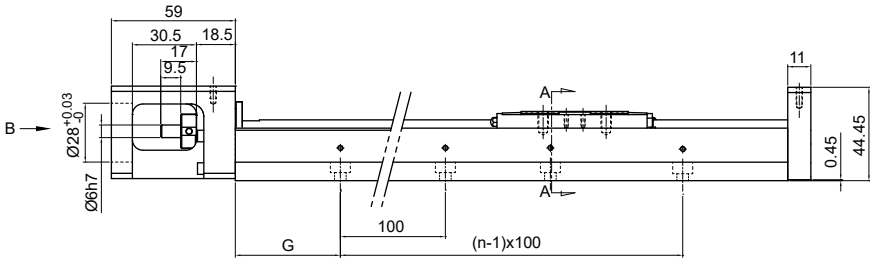 59
30.5
18.5
17
9.5
11
A
B
Ø28 +0.03 -0
Ø6h7
0.45
44.45
A
100
G
(n-1)x100